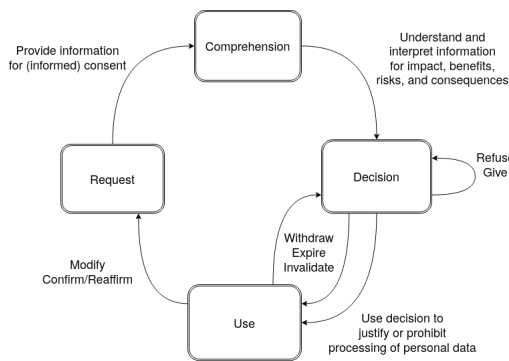 Comprehension
Provide information
for (informed) consent
Understand and
interpret information
for impact, benefits,
risks, and consequences
Request
Decision
Give
Withdraw
Expire
Invalidate
Modify
Confirm/Reaffirm
Use
Use decision to
justify or prohibit
processing of personal data